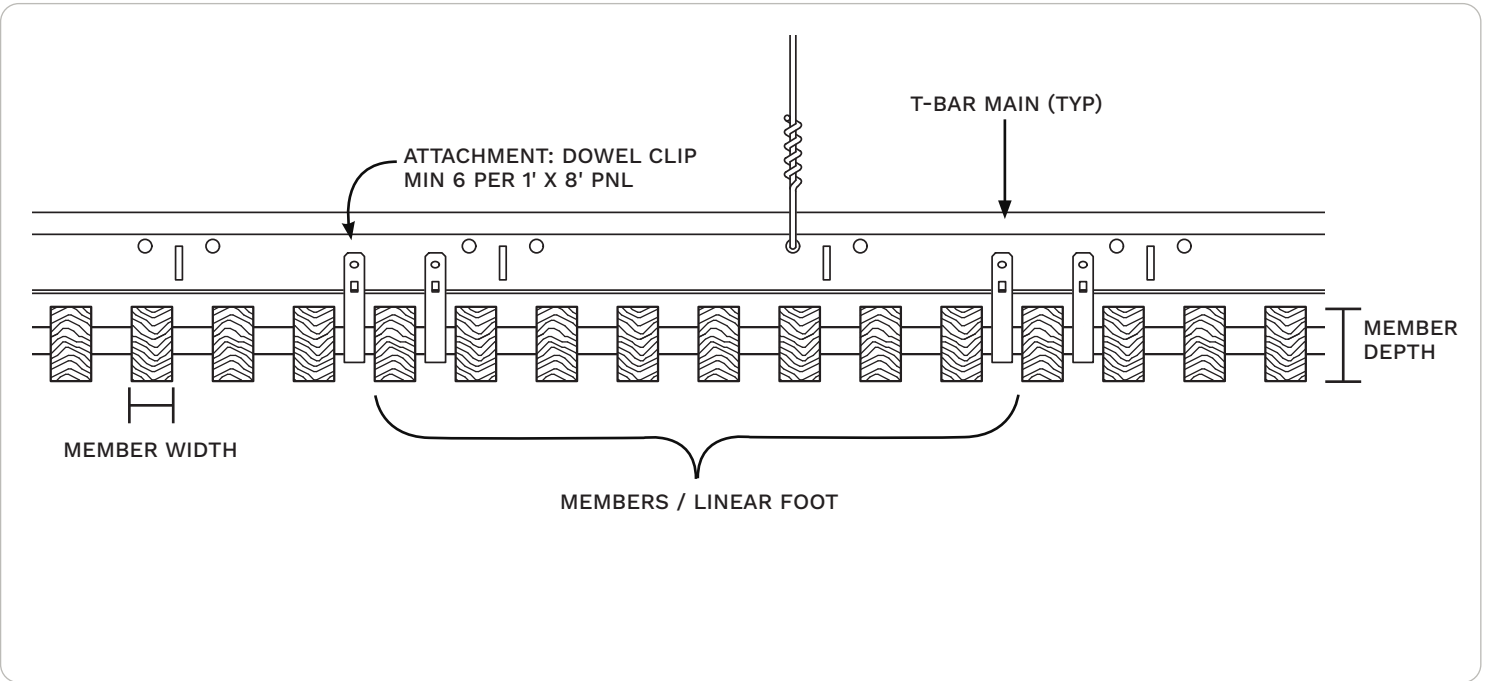 T-BAR MAIN (TYP)
ATTACHMENT: DOWEL CLIP
MIN 6 PER 1' X 8' PNL
MEMBER
DEPTH
MEMBER WIDTH
MEMBERS / LINEAR FOOT